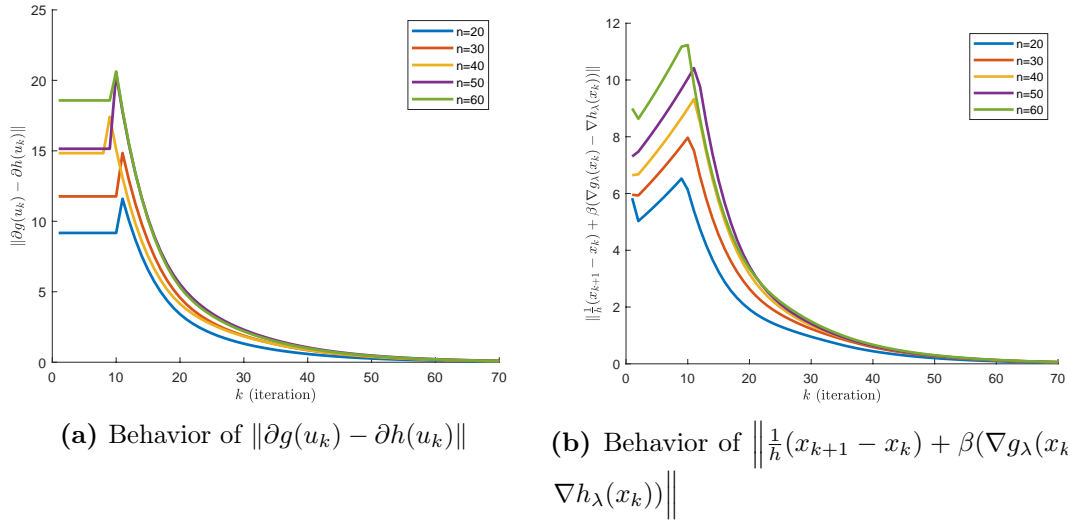 25
20
15
10
5
0
0 10 20 30 40 50 60 70
k (iteration)
‖∂g(u_k) − ∂h(u_k)‖
n=20
n=30
n=40
n=50
n=60
(a) Behavior of ‖∂g(u_k) − ∂h(u_k)‖
12
10
8
6
4
2
0
0 10 20 30 40 50 60 70
k (iteration)
‖1/h(x_{k+1} − x_k) + β(∇g_λ(x_k) − ∇h_λ(x_k))‖
n=20
n=30
n=40
n=50
n=60
(b) Behavior of ‖1/h(x_{k+1} − x_k) + β(∇g_λ(x_k
∇h_λ(x_k))‖